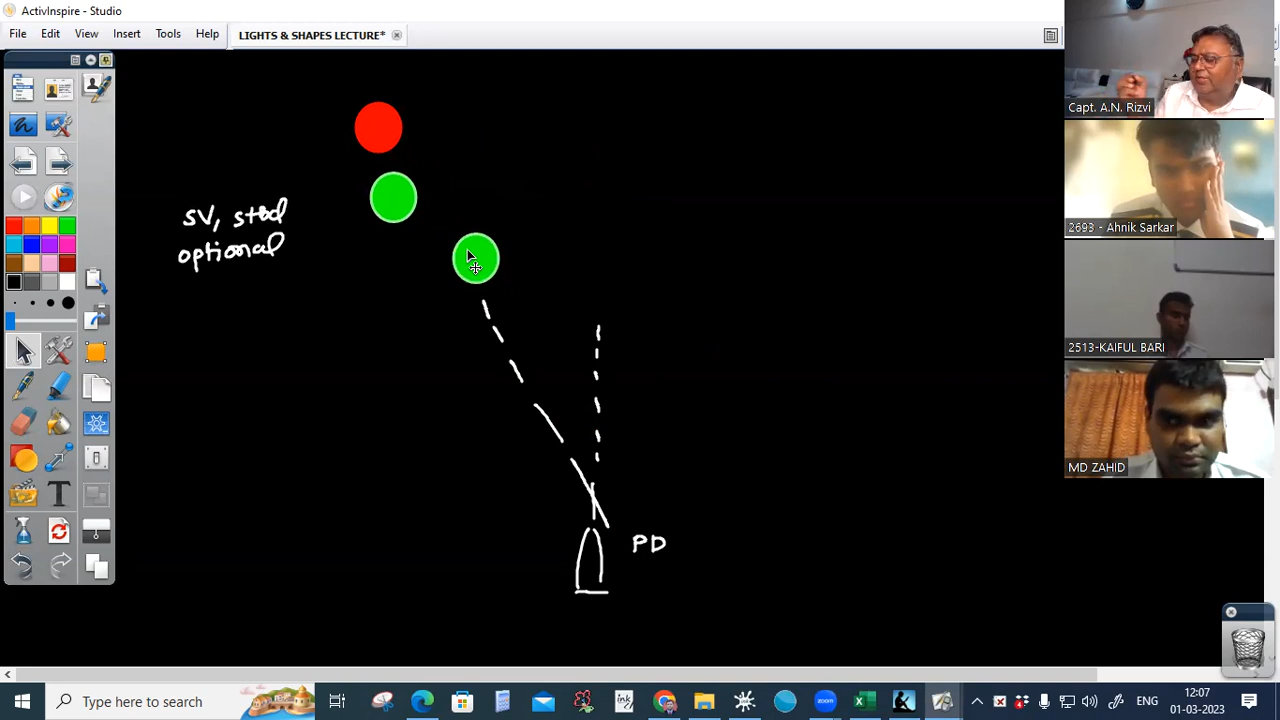 ActivInspire - Studio
File Edit View Insert Tools Help
LIGHTS & SHAPES LECTURE*
Capt. A.N. Rizvi
2693 - Ahnik Sarkar
2513-KAIFUL BARI
MD ZAHID
SV, stbd
optional
PD
Type here to search
ENG
12:07
01-03-2023